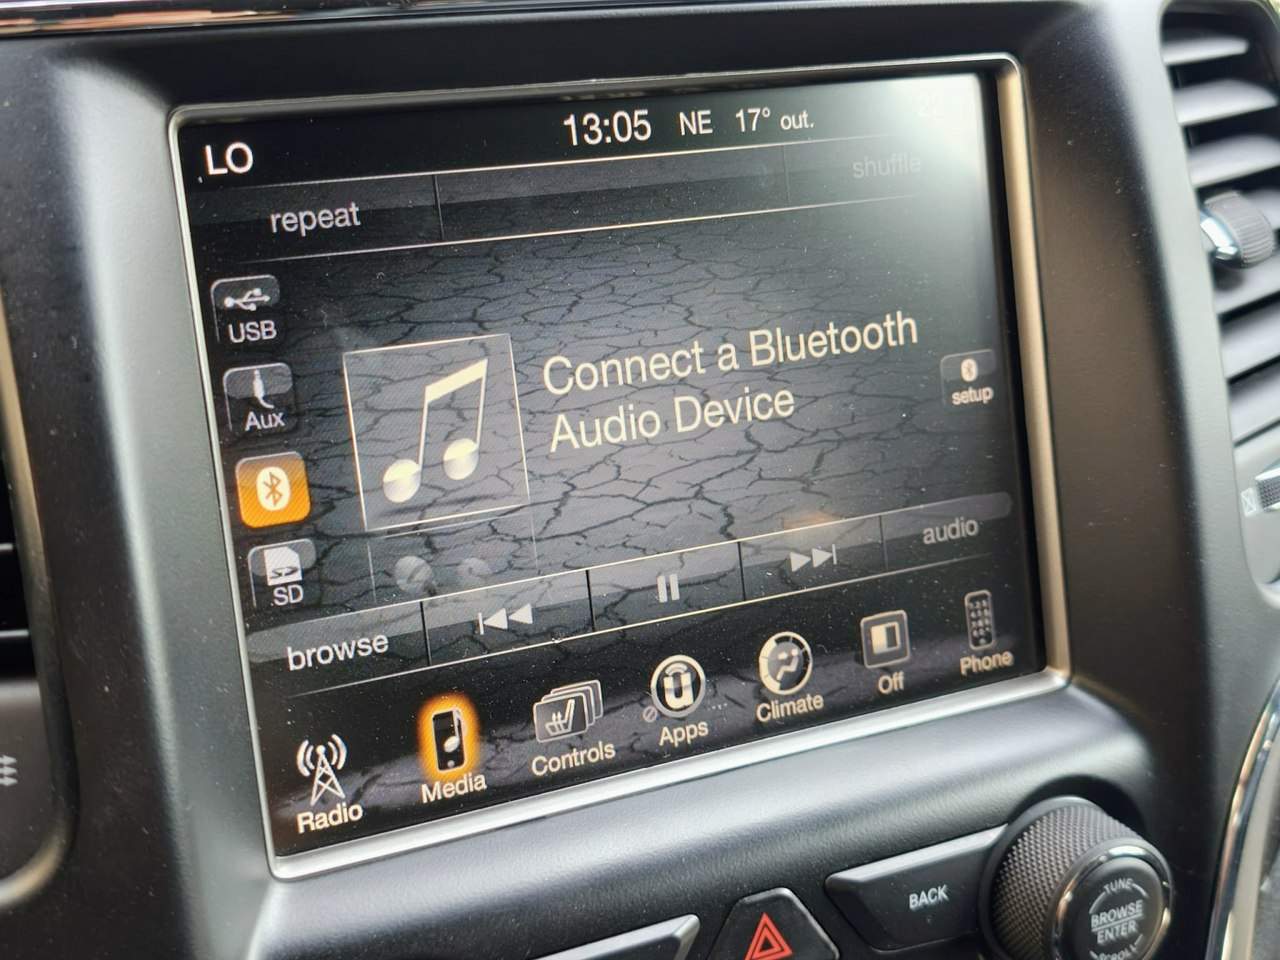 LO
13:05 NE 17° out.
repeat
shuffle
USB
Aux
SD
Connect a Bluetooth
Audio Device
setup
browse
audio
Radio
Media
Controls
Apps
Climate
Off
Phone
BACK
TUNE
BROWSE
ENTER
SCROLL